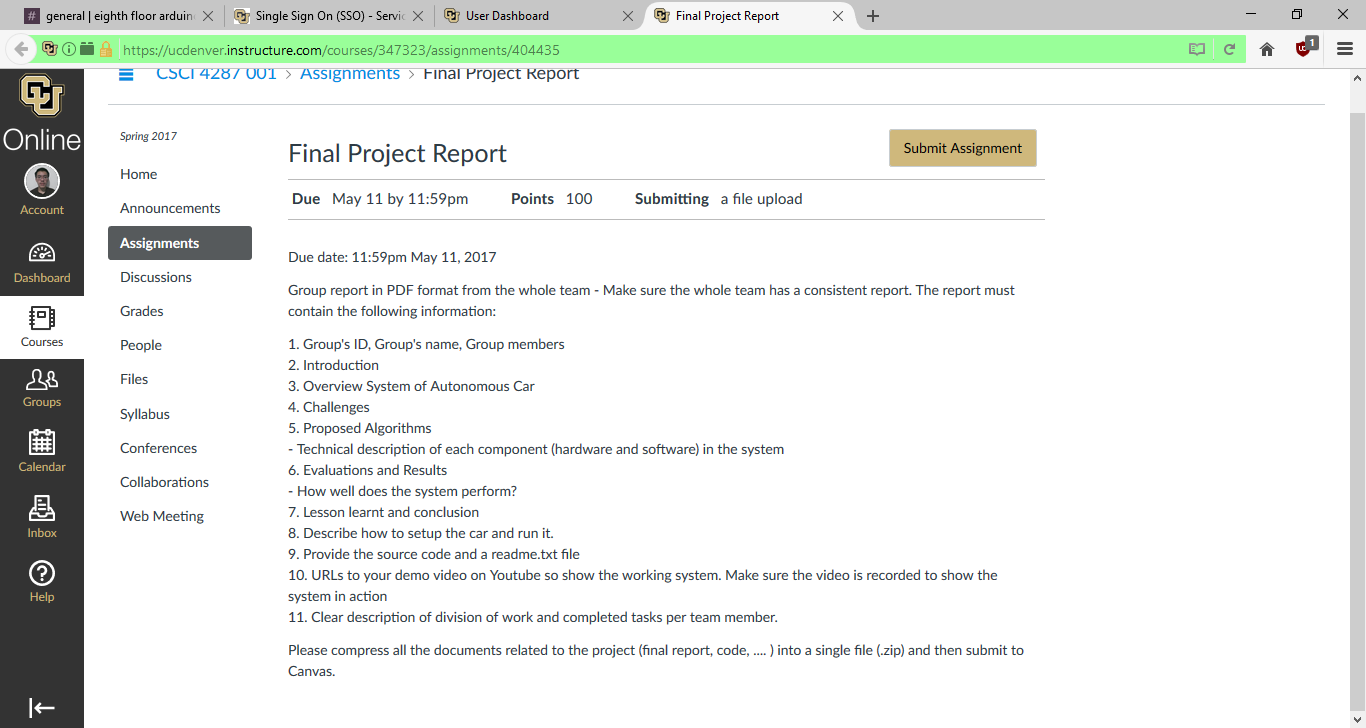 general | eighth floor arduin
Single Sign On (SSO) - Servic
User Dashboard
Final Project Report
https://ucdenver.instructure.com/courses/347323/assignments/404435
1
CSCI 4287 001 > Assignments > Final Project Report
CU
Online
Account
Dashboard
Courses
Groups
Calendar
Inbox
Help
Spring 2017
Home
Announcements
Assignments
Discussions
Grades
People
Files
Syllabus
Conferences
Collaborations
Web Meeting
Final Project Report
Submit Assignment
Due May 11 by 11:59pm Points 100 Submitting a file upload
Due date: 11:59pm May 11, 2017
Group report in PDF format from the whole team - Make sure the whole team has a consistent report. The report must
contain the following information:
1. Group's ID, Group's name, Group members
2. Introduction
3. Overview System of Autonomous Car
4. Challenges
5. Proposed Algorithms
- Technical description of each component (hardware and software) in the system
6. Evaluations and Results
- How well does the system perform?
7. Lesson learnt and conclusion
8. Describe how to setup the car and run it.
9. Provide the source code and a readme.txt file
10. URLs to your demo video on Youtube so show the working system. Make sure the video is recorded to show the
system in action
11. Clear description of division of work and completed tasks per team member.
Please compress all the documents related to the project (final report, code, .... ) into a single file (.zip) and then submit to
Canvas.